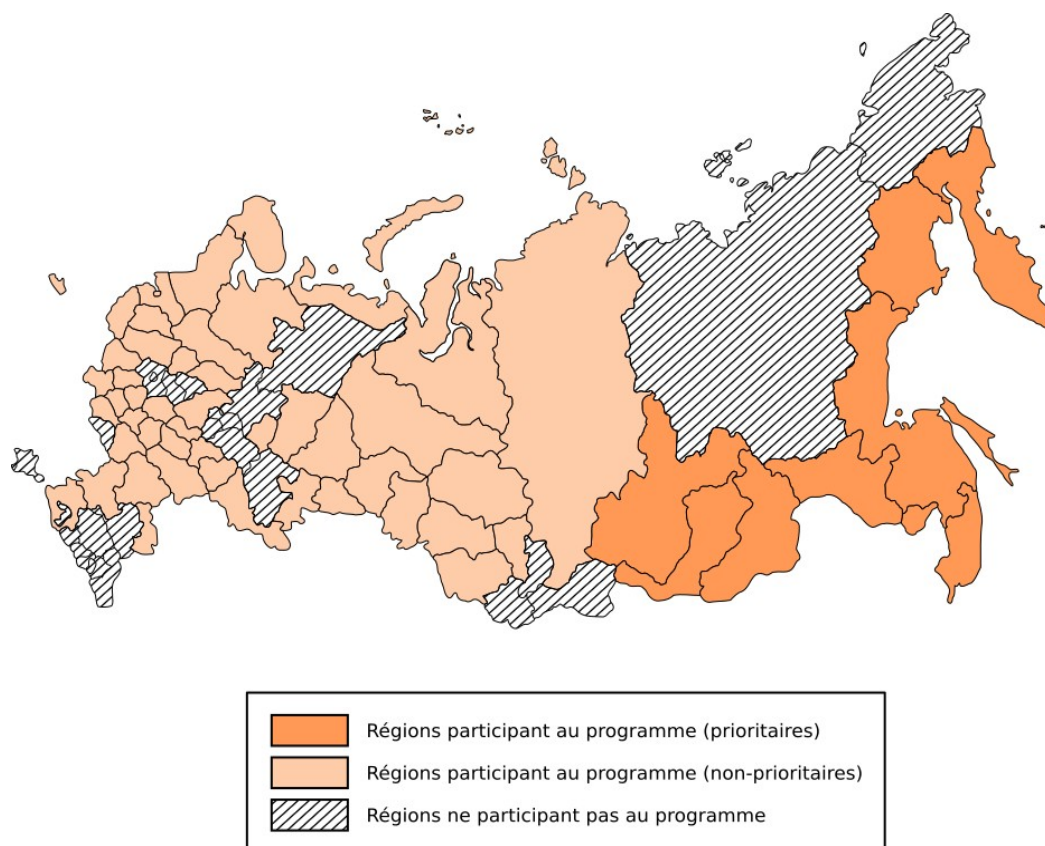 Régions participant au programme (prioritaires)
Régions participant au programme (non-prioritaires)
Régions ne participant pas au programme